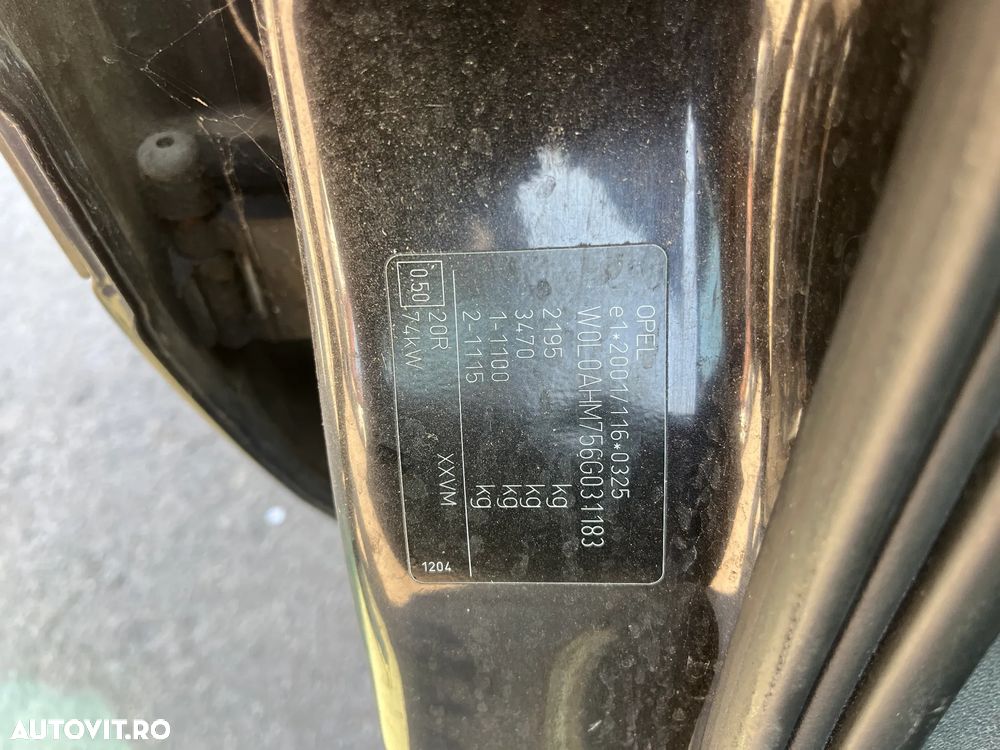 OPEL
e1*2001/116*0325
W0L0AHM756G031183
2195 kg
3470 kg
1-1100 kg
2-1115 kg
20R XXVM
0.50 74kW
1204
AUTOVIT.RO